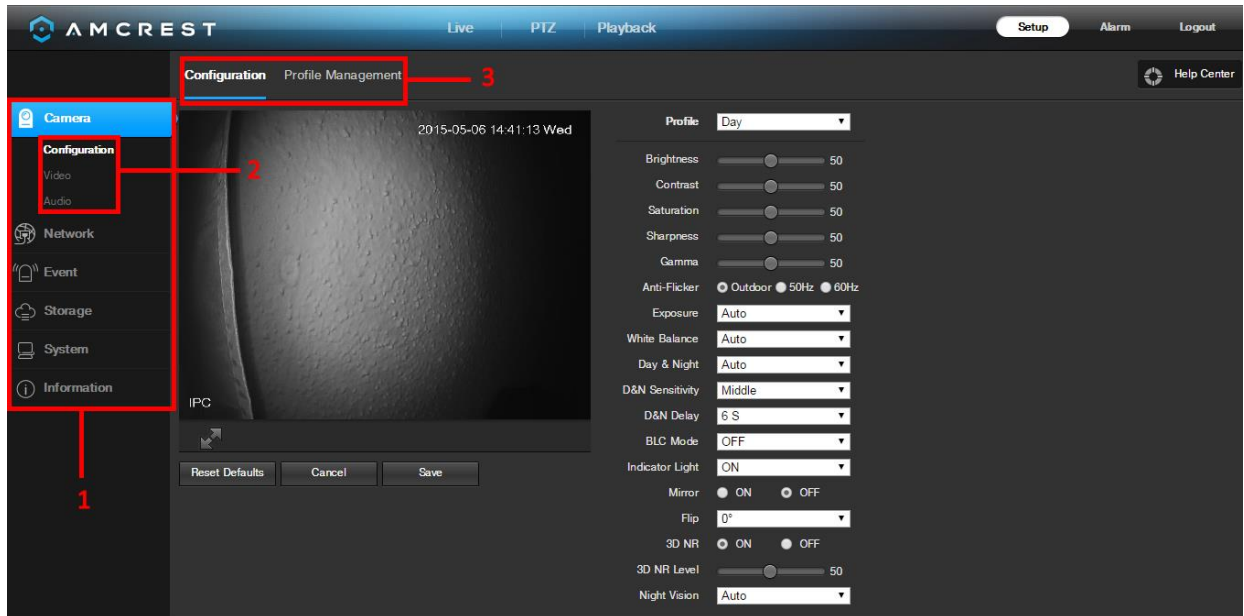 AMCREST
Live PTZ Playback
Setup Alarm Logout
Configuration Profile Management
3
Help Center
Camera
Configuration
Video
Audio
2
Network
Event
Storage
System
Information
1
2015-05-06 14:41:13 Wed
IPC
Reset Defaults Cancel Save
Profile Day
Brightness 50
Contrast 50
Saturation 50
Sharpness 50
Gamma 50
Anti-Flicker Outdoor 50Hz 60Hz
Exposure Auto
White Balance Auto
Day & Night Auto
D&N Sensitivity Middle
D&N Delay 6 S
BLC Mode OFF
Indicator Light ON
Mirror ON OFF
Flip 0°
3D NR ON OFF
3D NR Level 50
Night Vision Auto